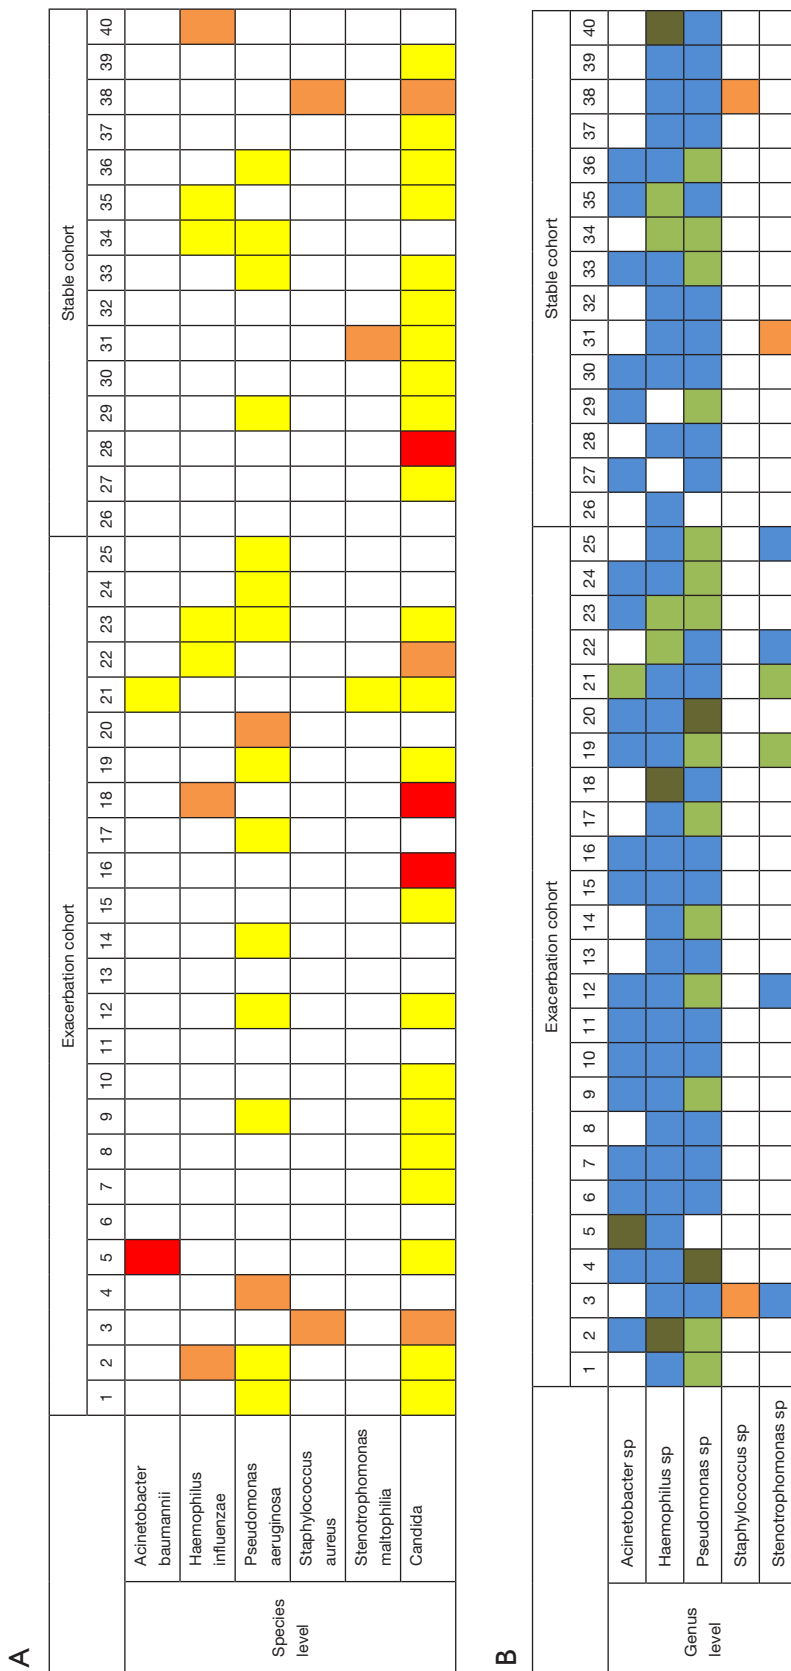 A
Exacerbation cohort Stable cohort
1 2 3 4 5 6 7 8 9 10 11 12 13 14 15 16 17 18 19 20 21 22 23 24 25 26 27 28 29 30 31 32 33 34 35 36 37 38 39 40
Species
level
Acinetobacter
baumannii
Haemophilus
influenzae
Pseudomonas
aeruginosa
Staphylococcus
aureus
Stenotrophomonas
maltophilia
Candida
B
Exacerbation cohort Stable cohort
1 2 3 4 5 6 7 8 9 10 11 12 13 14 15 16 17 18 19 20 21 22 23 24 25 26 27 28 29 30 31 32 33 34 35 36 37 38 39 40
Genus
level
Acinetobacter sp
Haemophilus sp
Pseudomonas sp
Staphylococcus sp
Stenotrophomonas sp